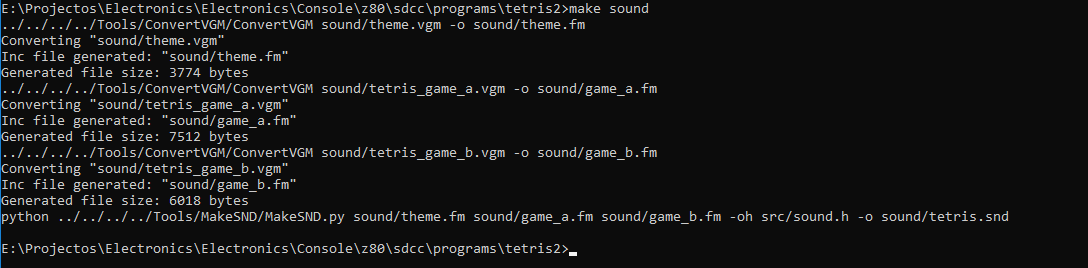 E:\Projectos\Electronics\Electronics\Console\z80\sdcc\programs\tetris2>make sound
../../../../Tools/ConvertVGM/ConvertVGM sound/theme.vgm -o sound/theme.fm
Converting "sound/theme.vgm"
Inc file generated: "sound/theme.fm"
Generated file size: 3774 bytes
../../../../Tools/ConvertVGM/ConvertVGM sound/tetris_game_a.vgm -o sound/game_a.fm
Converting "sound/tetris_game_a.vgm"
Inc file generated: "sound/game_a.fm"
Generated file size: 7512 bytes
../../../../Tools/ConvertVGM/ConvertVGM sound/tetris_game_b.vgm -o sound/game_b.fm
Converting "sound/tetris_game_b.vgm"
Inc file generated: "sound/game_b.fm"
Generated file size: 6018 bytes
python ../../../../Tools/MakeSND/MakeSND.py sound/theme.fm sound/game_a.fm sound/game_b.fm -oh src/sound.h -o sound/tetris.snd
E:\Projectos\Electronics\Electronics\Console\z80\sdcc\programs\tetris2>